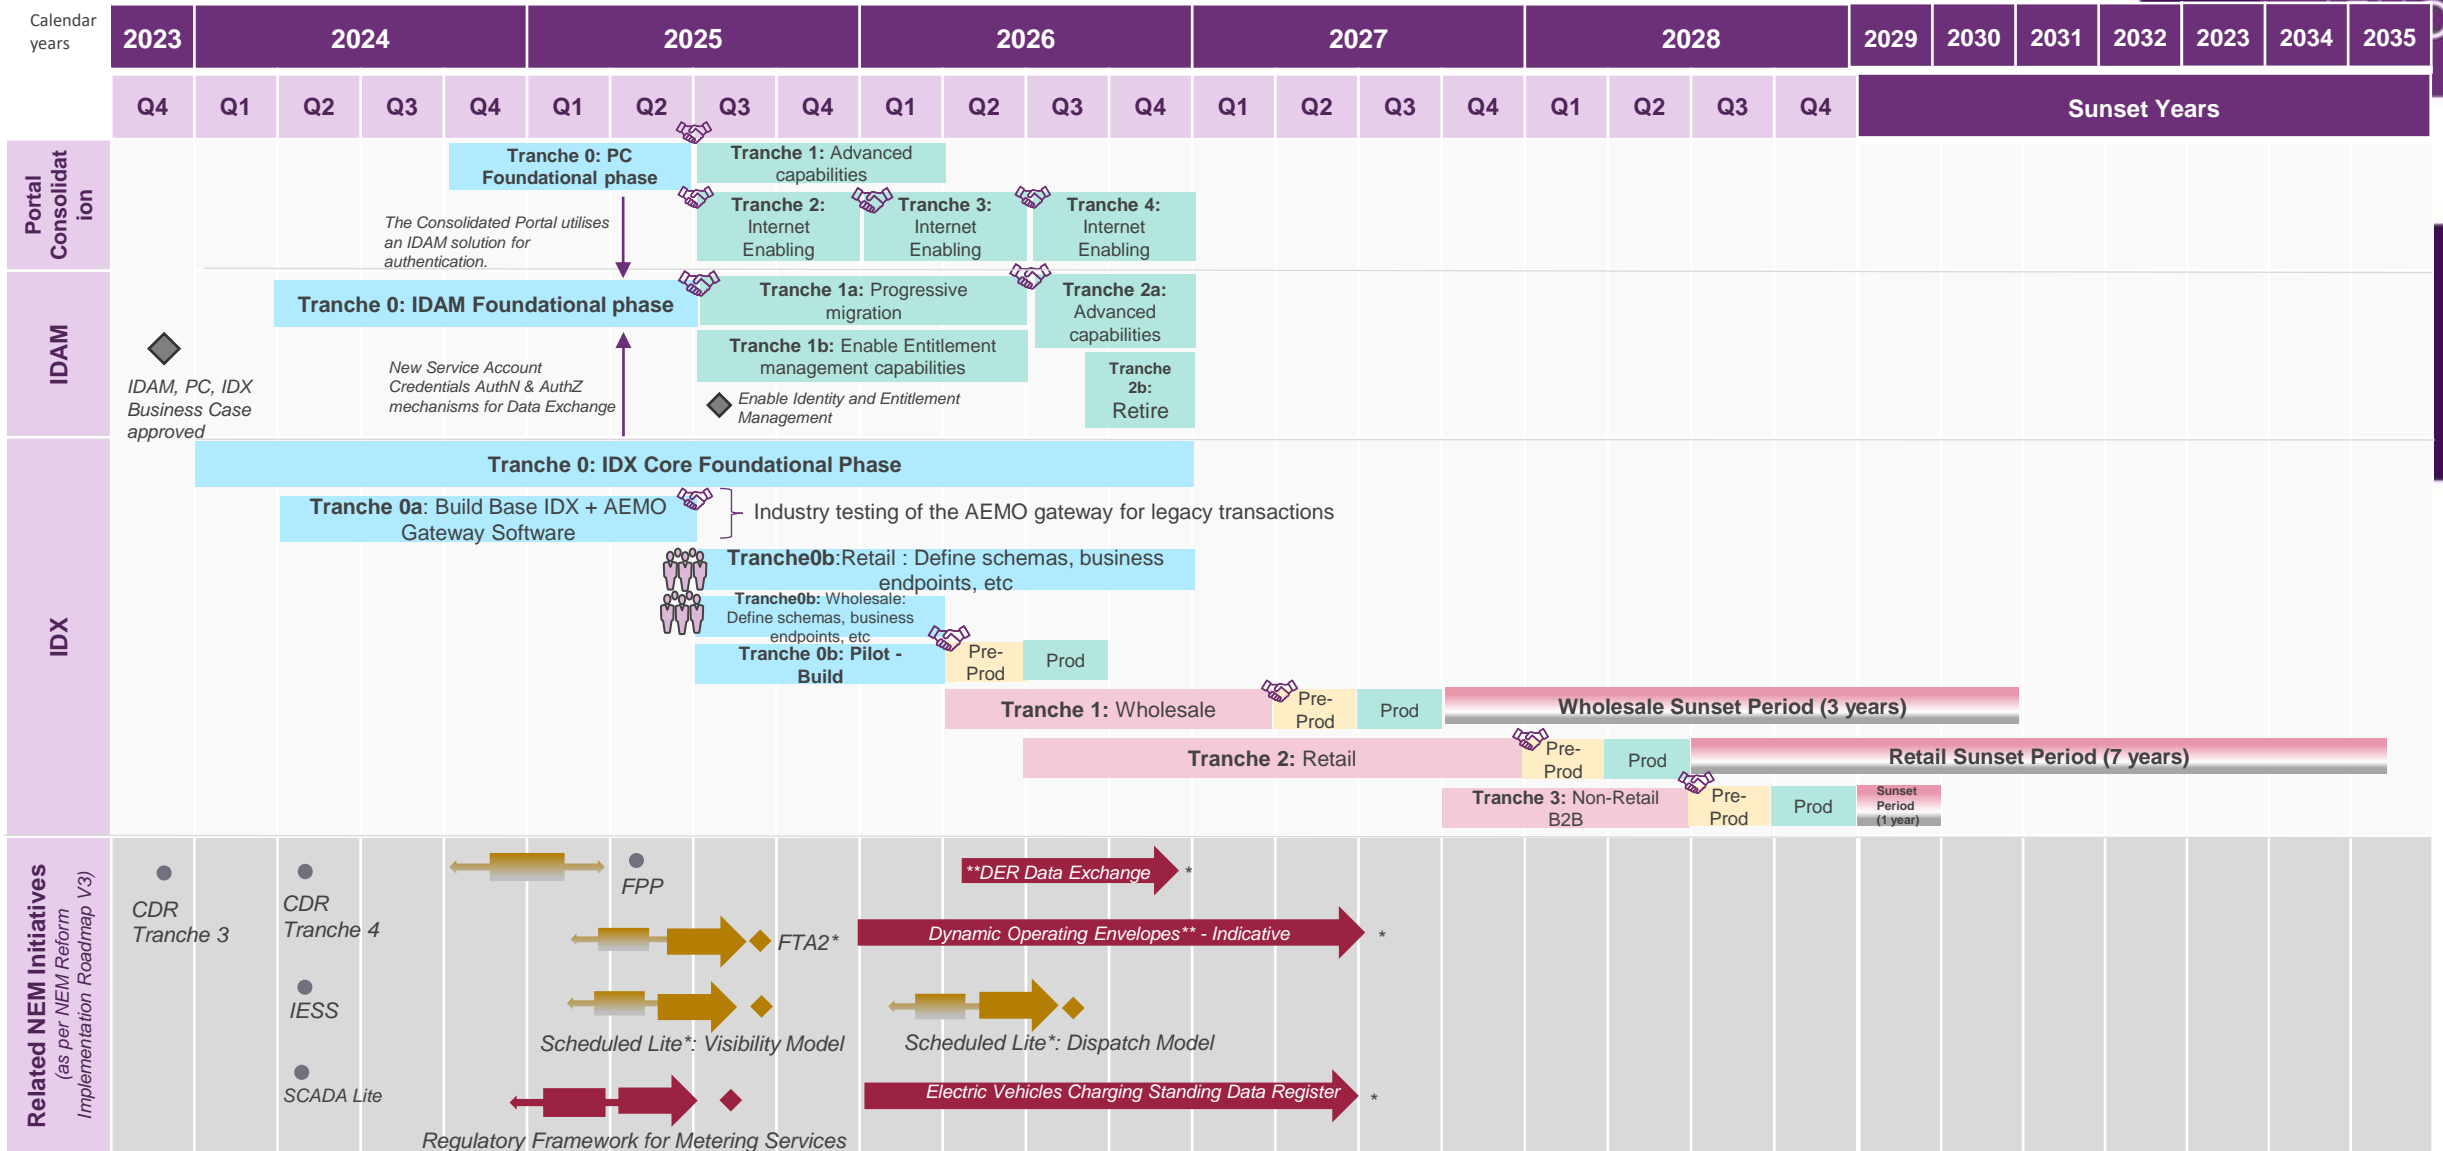 Calendar
years
2023
2024
2025
2026
2027
2028
2029
2030
2031
2032
2023
2034
2035
Q4
Q1
Q2
Q3
Q4
Q1
Q2
Q3
Q4
Q1
Q2
Q3
Q4
Q1
Q2
Q3
Q4
Q1
Q2
Q3
Q4
Sunset Years
Portal
Consolidat
ion
Tranche 0: PC
Foundational phase
Tranche 1: Advanced
capabilities
Tranche 2:
Internet
Enabling
Tranche 3:
Internet
Enabling
Tranche 4:
Internet
Enabling
The Consolidated Portal utilises
an IDAM solution for
authentication.
IDAM
Tranche 0: IDAM Foundational phase
Tranche 1a: Progressive
migration
Tranche 2a:
Advanced
capabilities
Tranche 1b: Enable Entitlement
management capabilities
Tranche
2b:
Retire
IDAM, PC, IDX
Business Case
approved
New Service Account
Credentials AuthN & AuthZ
mechanisms for Data Exchange
Enable Identity and Entitlement
Management
IDX
Tranche 0: IDX Core Foundational Phase
Tranche 0a: Build Base IDX + AEMO
Gateway Software
Industry testing of the AEMO gateway for legacy transactions
Tranche0b:Retail : Define schemas, business
endpoints, etc
Tranche0b: Wholesale:
Define schemas, business
endpoints, etc
Tranche 0b: Pilot -
Build
Pre-
Prod
Prod
Tranche 1: Wholesale
Pre-
Prod
Prod
Wholesale Sunset Period (3 years)
Tranche 2: Retail
Pre-
Prod
Prod
Retail Sunset Period (7 years)
Tranche 3: Non-Retail
B2B
Pre-
Prod
Prod
Sunset
Period
(1 year)
Related NEM Initiatives
(as per NEM Reform
Implementation Roadmap V3)
CDR
Tranche 3
CDR
Tranche 4
FPP
**DER Data Exchange
*
FTA2*
Dynamic Operating Envelopes** - Indicative
*
IESS
Scheduled Lite*: Visibility Model
Scheduled Lite*: Dispatch Model
SCADA Lite
Regulatory Framework for Metering Services
Electric Vehicles Charging Standing Data Register
*